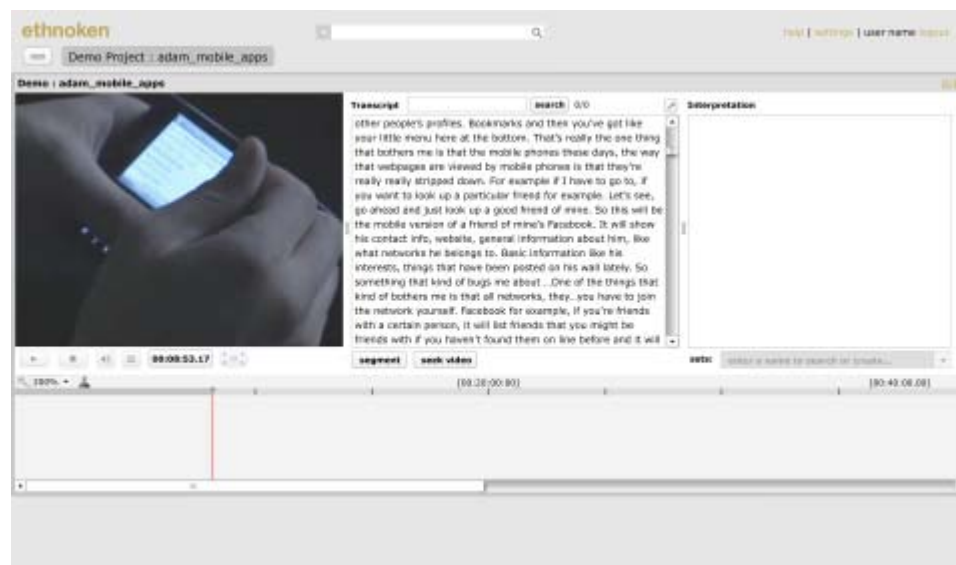 ethnoken
help | settings | user name logout
Demo Project : adam_mobile_apps
Demo : adam_mobile_apps
Transcript search 0/0
Interpretation
other people's profiles. Bookmarks and then you've got like
your little menu here at the bottom. That's really the one thing
that bothers me is that the mobile phones these days, the way
that webpages are viewed by mobile phones is that they're
really really stripped down. For example if I have to go to, if
you want to look up a particular friend for example. Let's see,
go ahead and just look up a good friend of mine. So this will be
the mobile version of a friend of mine's Facebook. It will show
his contact info, website, general information about him, like
what networks he belongs to. Basic information like his
interests, things that have been posted on his wall lately. So
something that kind of bugs me about...One of the things that
kind of bothers me is that all networks, they..you have to join
the network yourself. Facebook for example, if you're friends
with a certain person, it will list friends that you might be
friends with if you haven't found them on line before and it will
00:08:53.17
segment seek video
sets: enter a name to search or create...
100%
[00:20:00:00] [00:40:00.00]